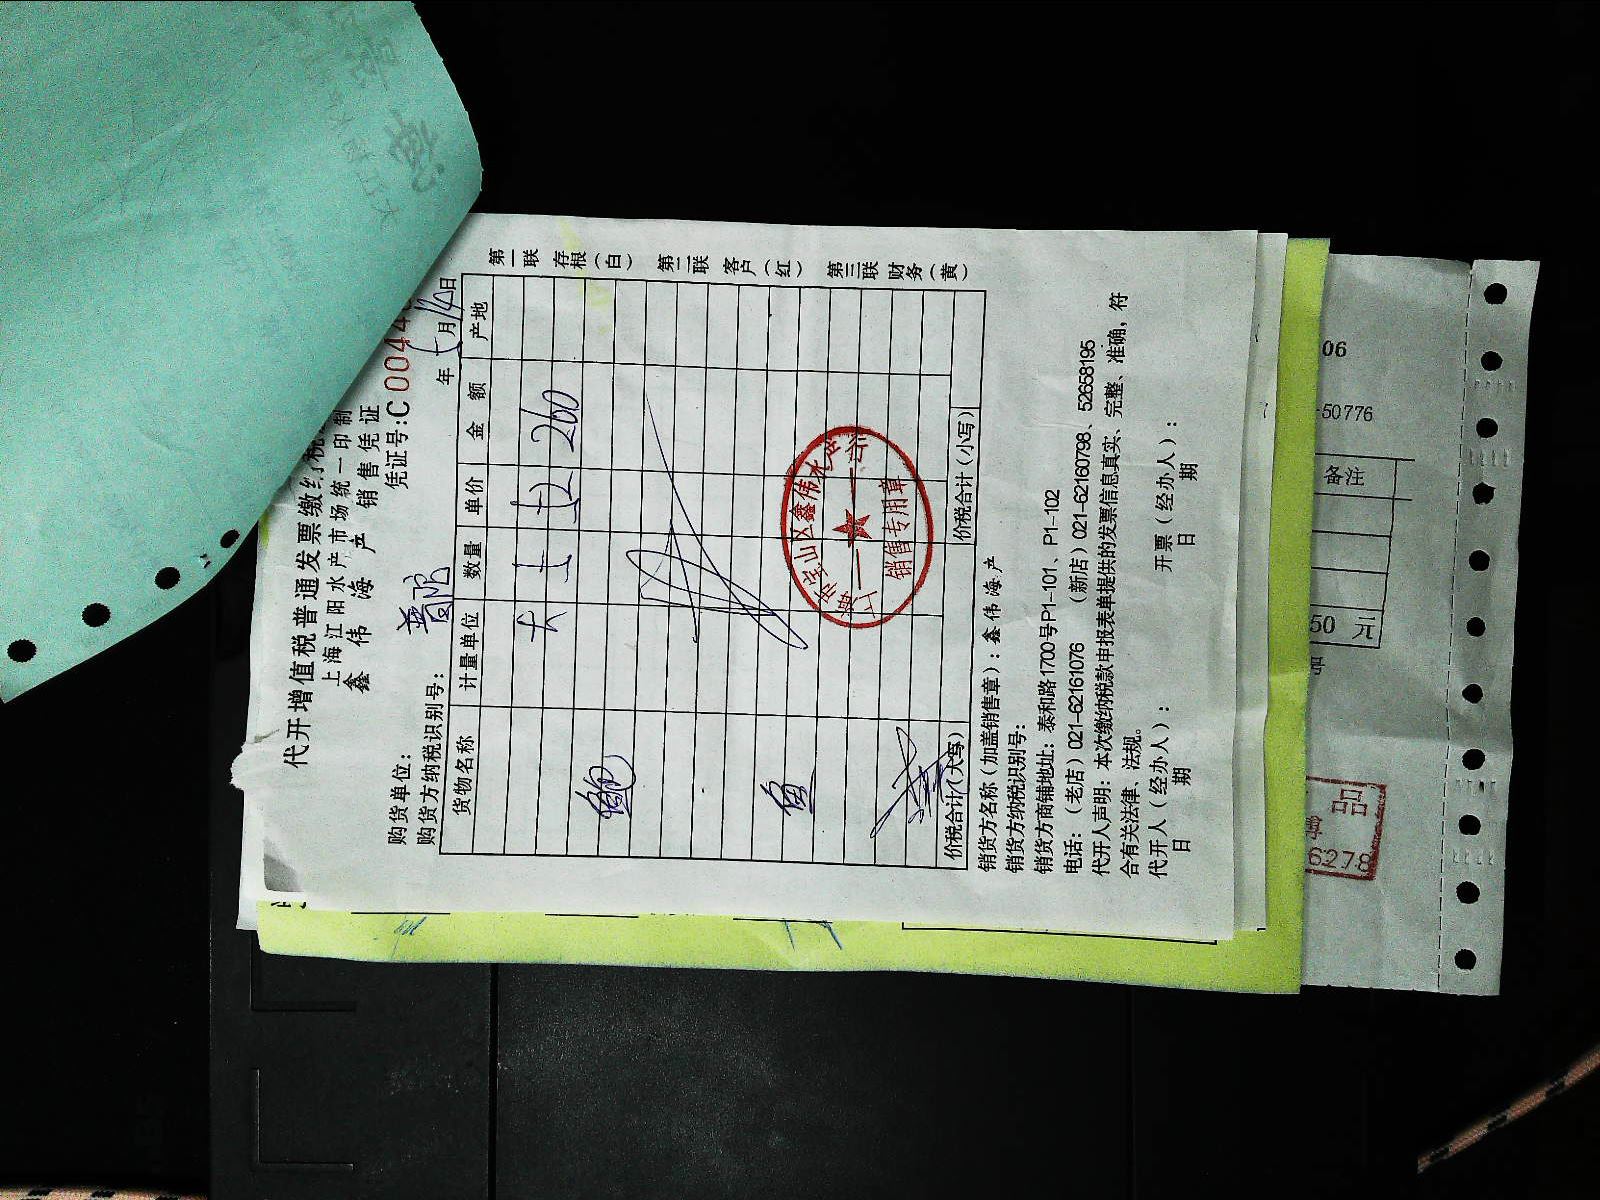 代开增值税普通发票缴纳税
上海江阳水产市场统一印制
鑫伟海产 销售凭证
凭证号:C00444
购货单位:
年 5月14日
购货方纳税识别号:
货物名称 计量单位 数量 单价 金额 产地
260
鲍
鱼
价税合计(大写) 价税合计(小写)
第一联 存根(白) 第二联 客户(红) 第三联 财务(黄)
销售专用章
销货方名称(加盖销售章):鑫伟海产
销货方纳税识别号:
销货方商铺地址:泰和路1700号P1-101、P1-102
电话:(老店)021-62161076 (新店)021-62160798、52658195
代开人声明:本次缴纳税款申报表单提供的发票信息真实、完整、准确,符
合有关法律、法规。
代开人(经办人): 开票(经办人):
日 期 日 期
06
-50776
备注
50 元
6278